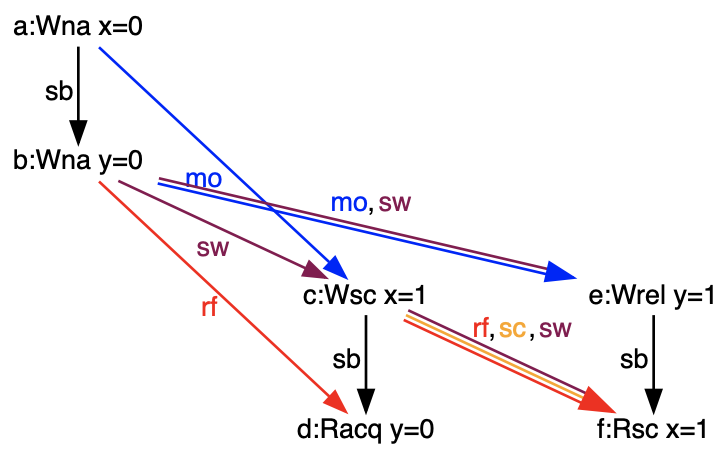 a:Wna x=0
sb
b:Wna y=0
mo
mo,sw
sw
rf
c:Wsc x=1
e:Wrel y=1
rf,sc,sw
sb
sb
d:Racq y=0
f:Rsc x=1